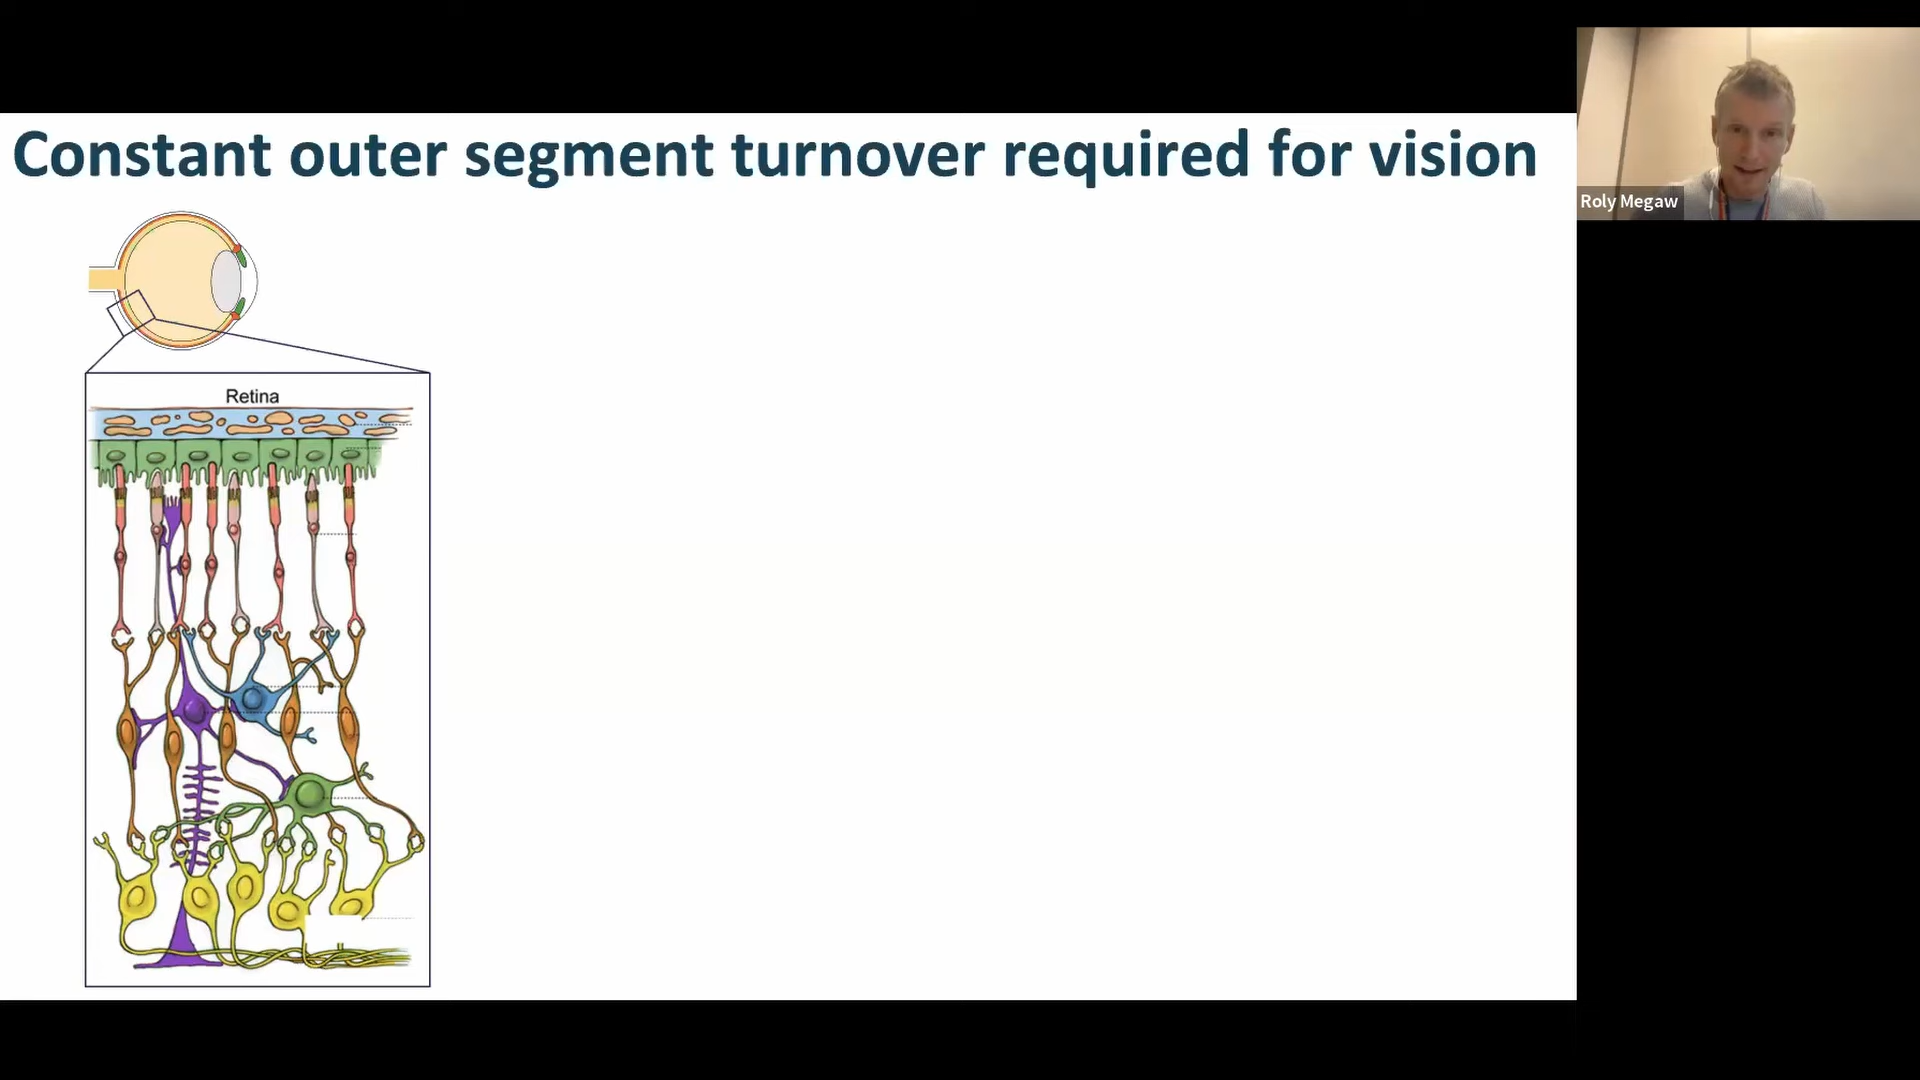 Constant outer segment turnover required for vision
Roly Megaw
Retina